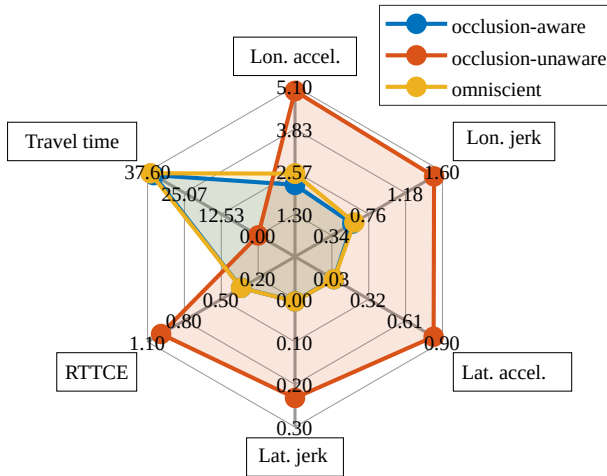 occlusion-aware
occlusion-unaware
omniscient
Lon. accel.
5.10
3.83
2.57
1.30
Lon. jerk
1.60
1.18
0.76
0.34
Travel time
37.60
25.07
12.53
0.00
0.03
0.32
0.61
0.90
Lat. accel.
0.20
0.50
0.80
1.10
RTTCE
0.00
0.10
0.20
0.30
Lat. jerk